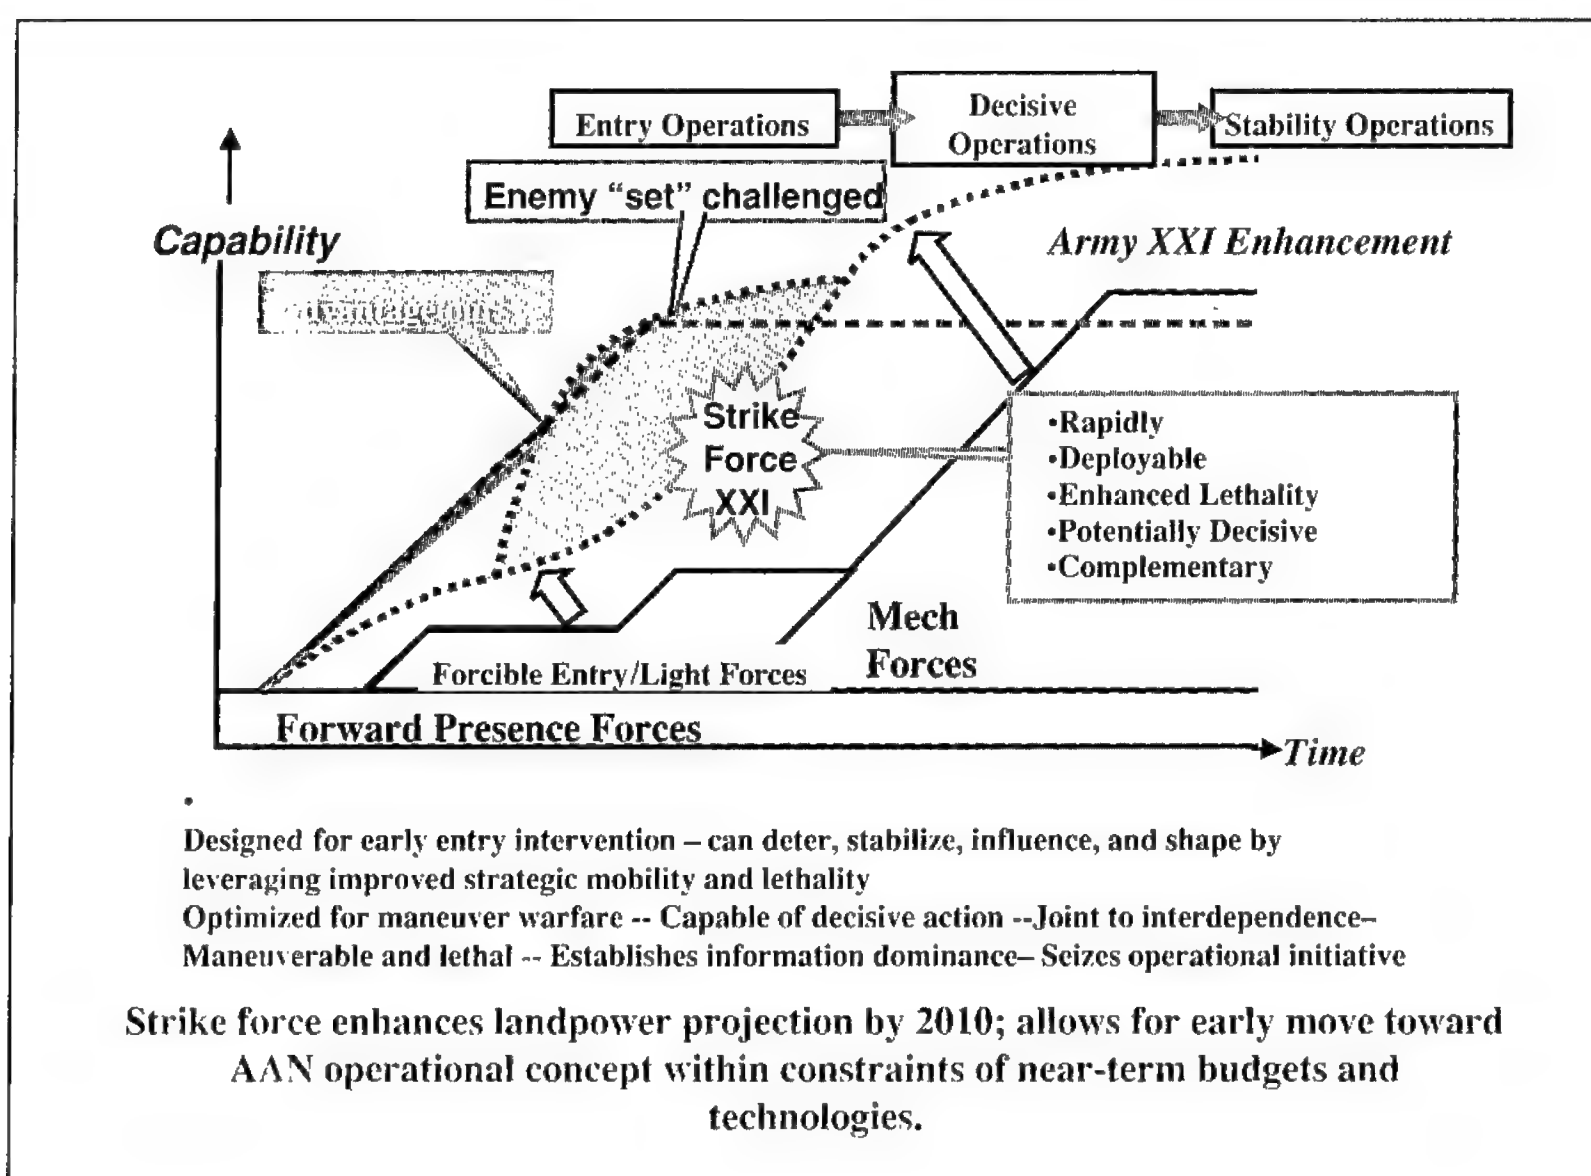 Entry Operations
Decisive
Operations
Stability Operations
Enemy “set” challenged
Capability
Army XXI Enhancement
Strike
Force
XXI
•Rapidly
•Deployable
•Enhanced Lethality
•Potentially Decisive
•Complementary
Mech
Forces
Forcible Entry/Light Forces
Forward Presence Forces
Time
•
Designed for early entry intervention – can deter, stabilize, influence, and shape by
leveraging improved strategic mobility and lethality
Optimized for maneuver warfare -- Capable of decisive action --Joint to interdependence–
Maneuverable and lethal -- Establishes information dominance– Seizes operational initiative
Strike force enhances landpower projection by 2010; allows for early move toward
AAN operational concept within constraints of near-term budgets and
technologies.